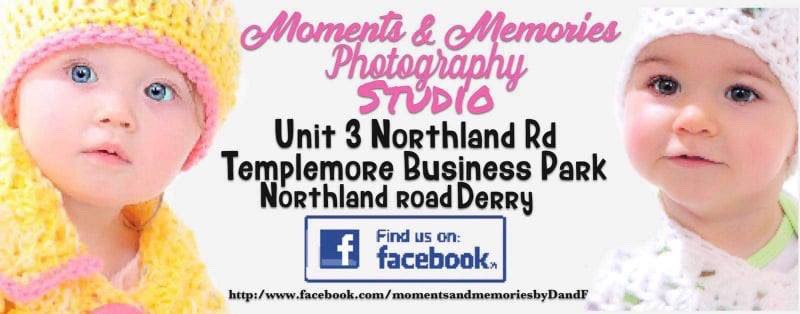 Moments & Memories
Photography
STUDIO
Unit 3 Northland Rd
Templemore Business Park
Northland road Derry
f Find us on:
facebook
http:/www.facebook.com/momentsandmemoriesbyDandF